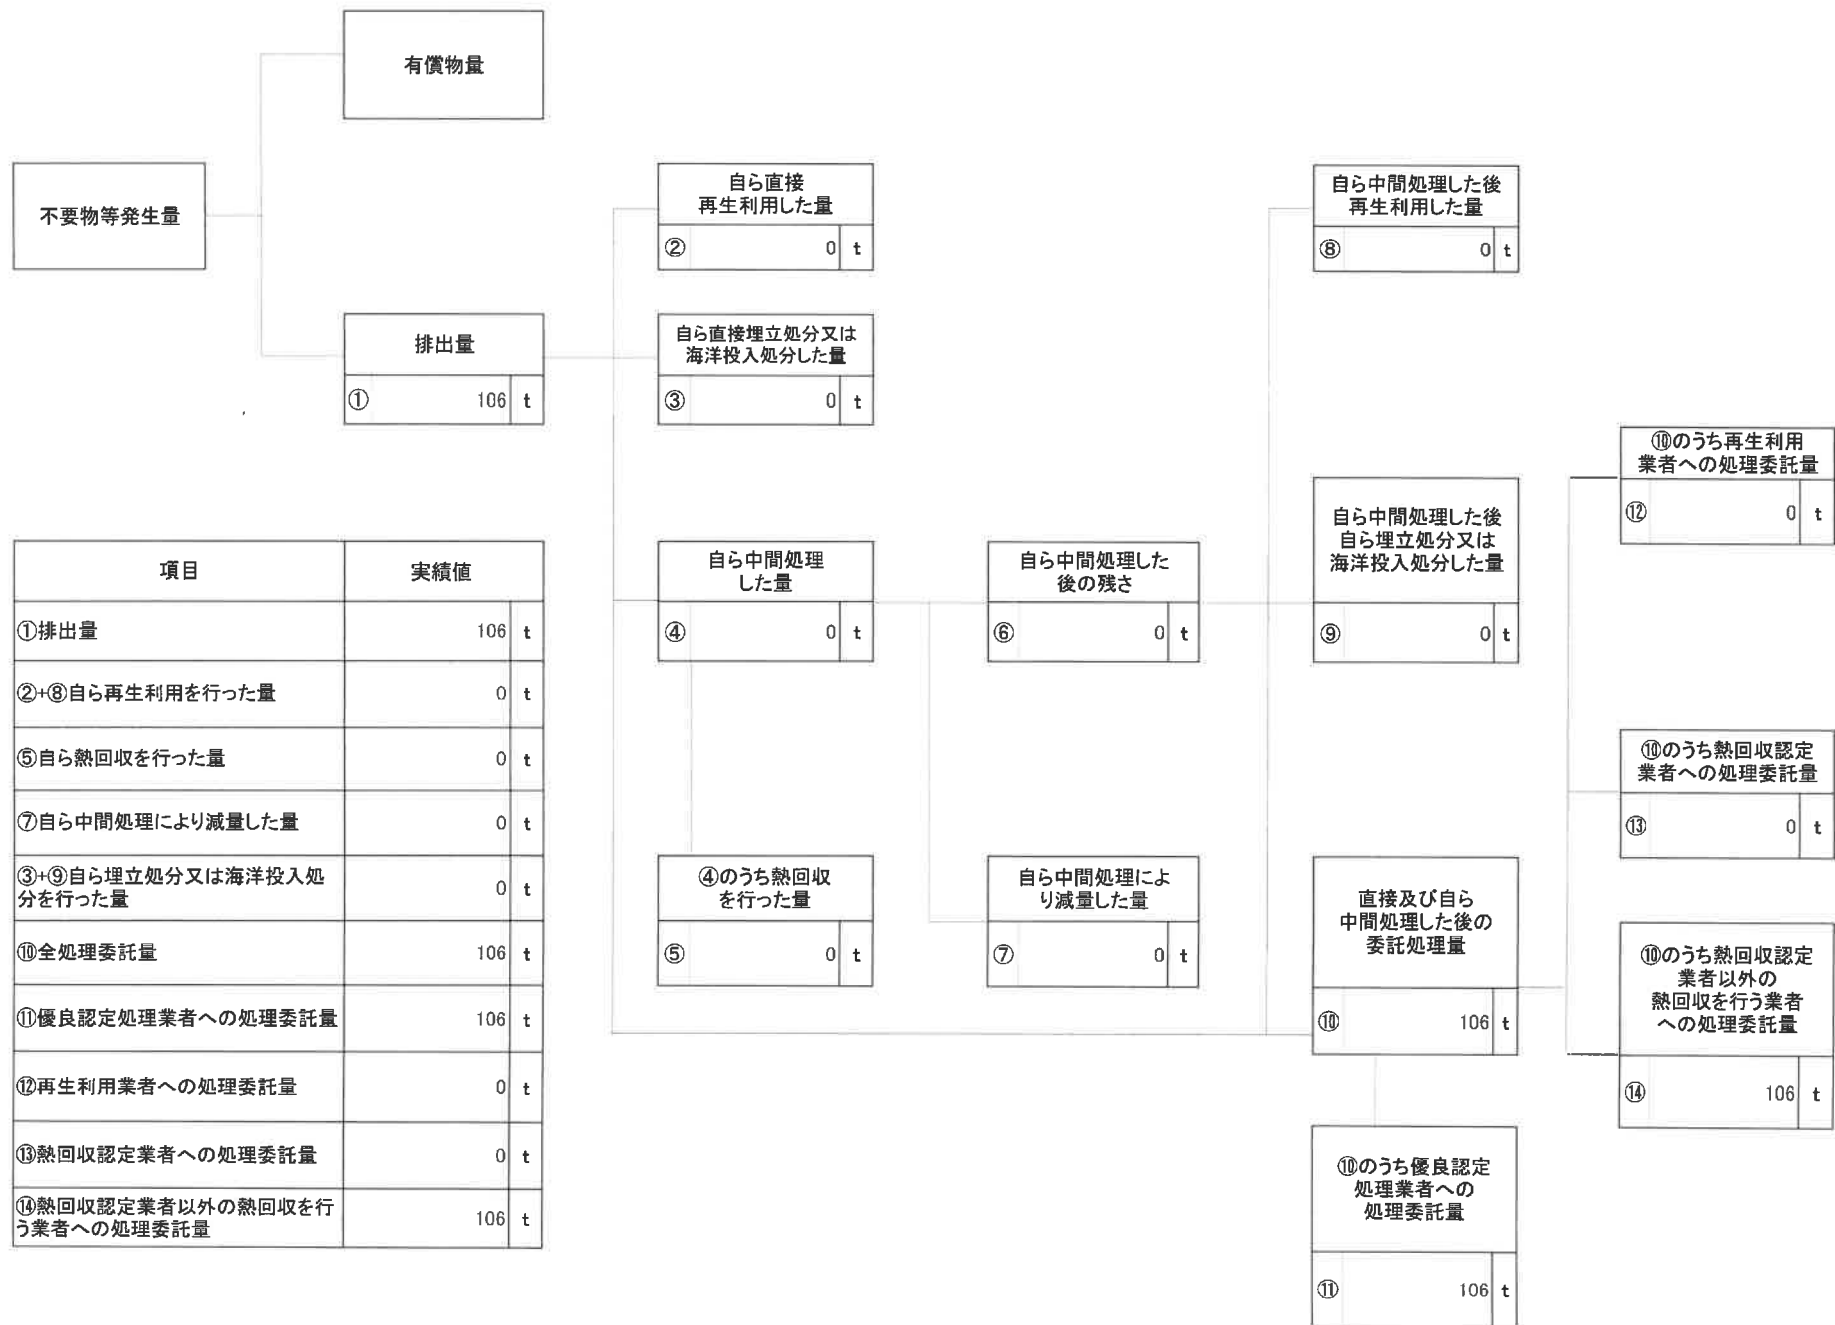 有償物量
不要物等発生量
排出量
① 106 t
自ら直接
再生利用した量
② 0 t
自ら直接埋立処分又は
海洋投入処分した量
③ 0 t
自ら中間処理
した量
④ 0 t
④のうち熱回収
を行った量
⑤ 0 t
自ら中間処理した
後の残さ
⑥ 0 t
自ら中間処理によ
り減量した量
⑦ 0 t
自ら中間処理した後
再生利用した量
⑧ 0 t
自ら中間処理した後
自ら埋立処分又は
海洋投入処分した量
⑨ 0 t
直接及び自ら
中間処理した後の
委託処理量
⑩ 106 t
⑩のうち優良認定
処理業者への
処理委託量
⑪ 106 t
⑩のうち再生利用
業者への処理委託量
⑫ 0 t
⑩のうち熱回収認定
業者への処理委託量
⑬ 0 t
⑩のうち熱回収認定
業者以外の
熱回収を行う業者
への処理委託量
⑭ 106 t
項目 実績値
①排出量 106 t
②+⑧自ら再生利用を行った量 0 t
⑤自ら熱回収を行った量 0 t
⑦自ら中間処理により減量した量 0 t
③+⑨自ら埋立処分又は海洋投入処
分を行った量 0 t
⑩全処理委託量 106 t
⑪優良認定処理業者への処理委託量 106 t
⑫再生利用業者への処理委託量 0 t
⑬熱回収認定業者への処理委託量 0 t
⑭熱回収認定業者以外の熱回収を行
う業者への処理委託量 106 t